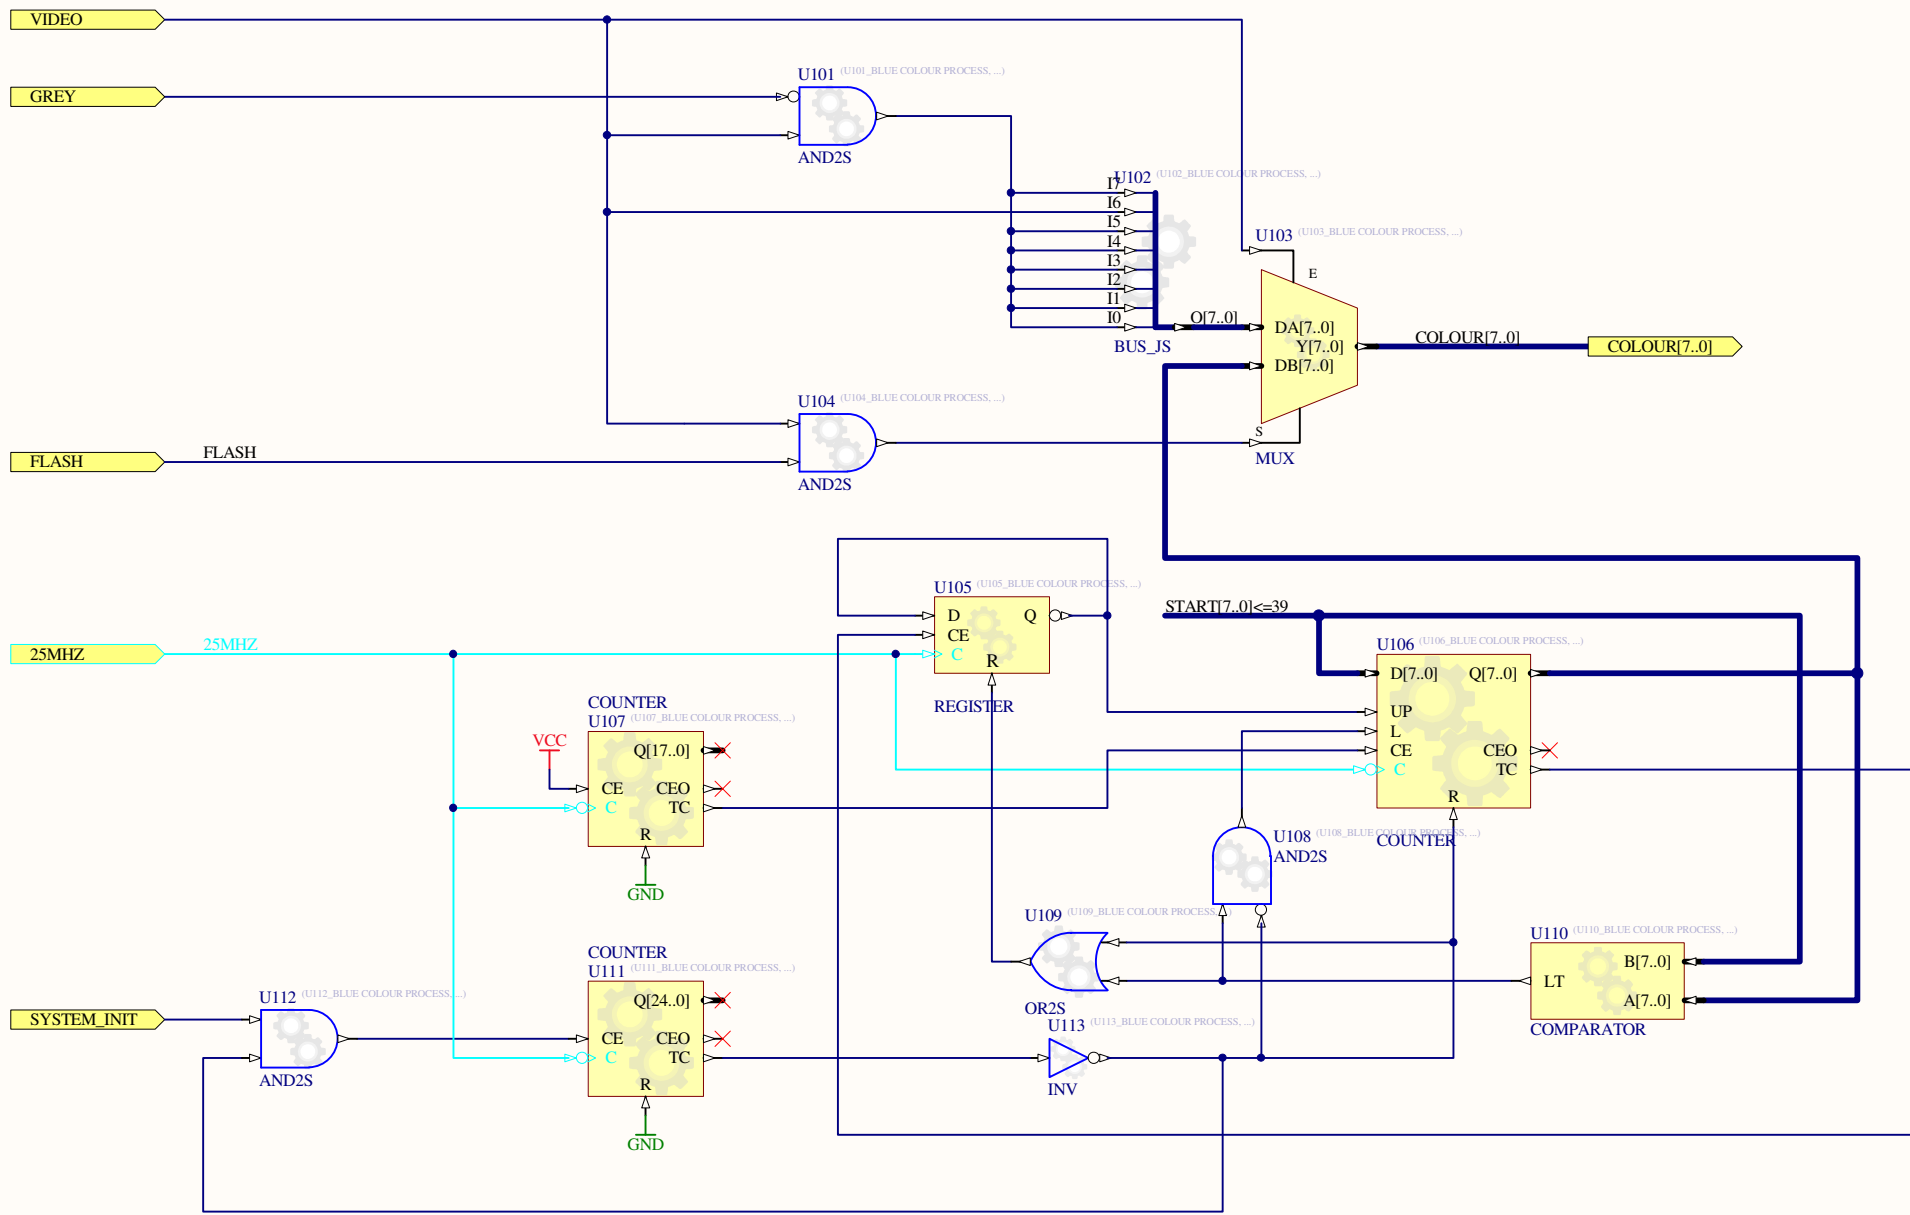 VIDEO
GREY
U101 (U101_BLUE COLOUR PROCESS, ...)
AND2S
U102 (U102_BLUE COLOUR PROCESS, ...)
I7
I6
I5
I4
I3
I2
I1
I0
O[7..0]
BUS_JS
U103 (U103_BLUE COLOUR PROCESS, ...)
E
DA[7..0]
Y[7..0]
DB[7..0]
S
MUX
COLOUR[7..0]
COLOUR[7..0]
U104 (U104_BLUE COLOUR PROCESS, ...)
AND2S
FLASH
FLASH
U105 (U105_BLUE COLOUR PROCESS, ...)
D Q
CE
C
R
REGISTER
START[7..0]<=39
25MHZ
25MHZ
U106 (U106_BLUE COLOUR PROCESS, ...)
D[7..0] Q[7..0]
UP
L
CE CEO
C TC
R
COUNTER
COUNTER
U107 (U107_BLUE COLOUR PROCESS, ...)
VCC
Q[17..0]
CE CEO
C TC
R
GND
U108 (U108_BLUE COLOUR PROCESS, ...)
AND2S
U109 (U109_BLUE COLOUR PROCESS, ...)
OR2S
U110 (U110_BLUE COLOUR PROCESS, ...)
B[7..0]
LT
A[7..0]
COMPARATOR
COUNTER
U111 (U111_BLUE COLOUR PROCESS, ...)
Q[24..0]
CE CEO
C TC
R
GND
U112 (U112_BLUE COLOUR PROCESS, ...)
SYSTEM_INIT
AND2S
U113 (U113_BLUE COLOUR PROCESS, ...)
INV